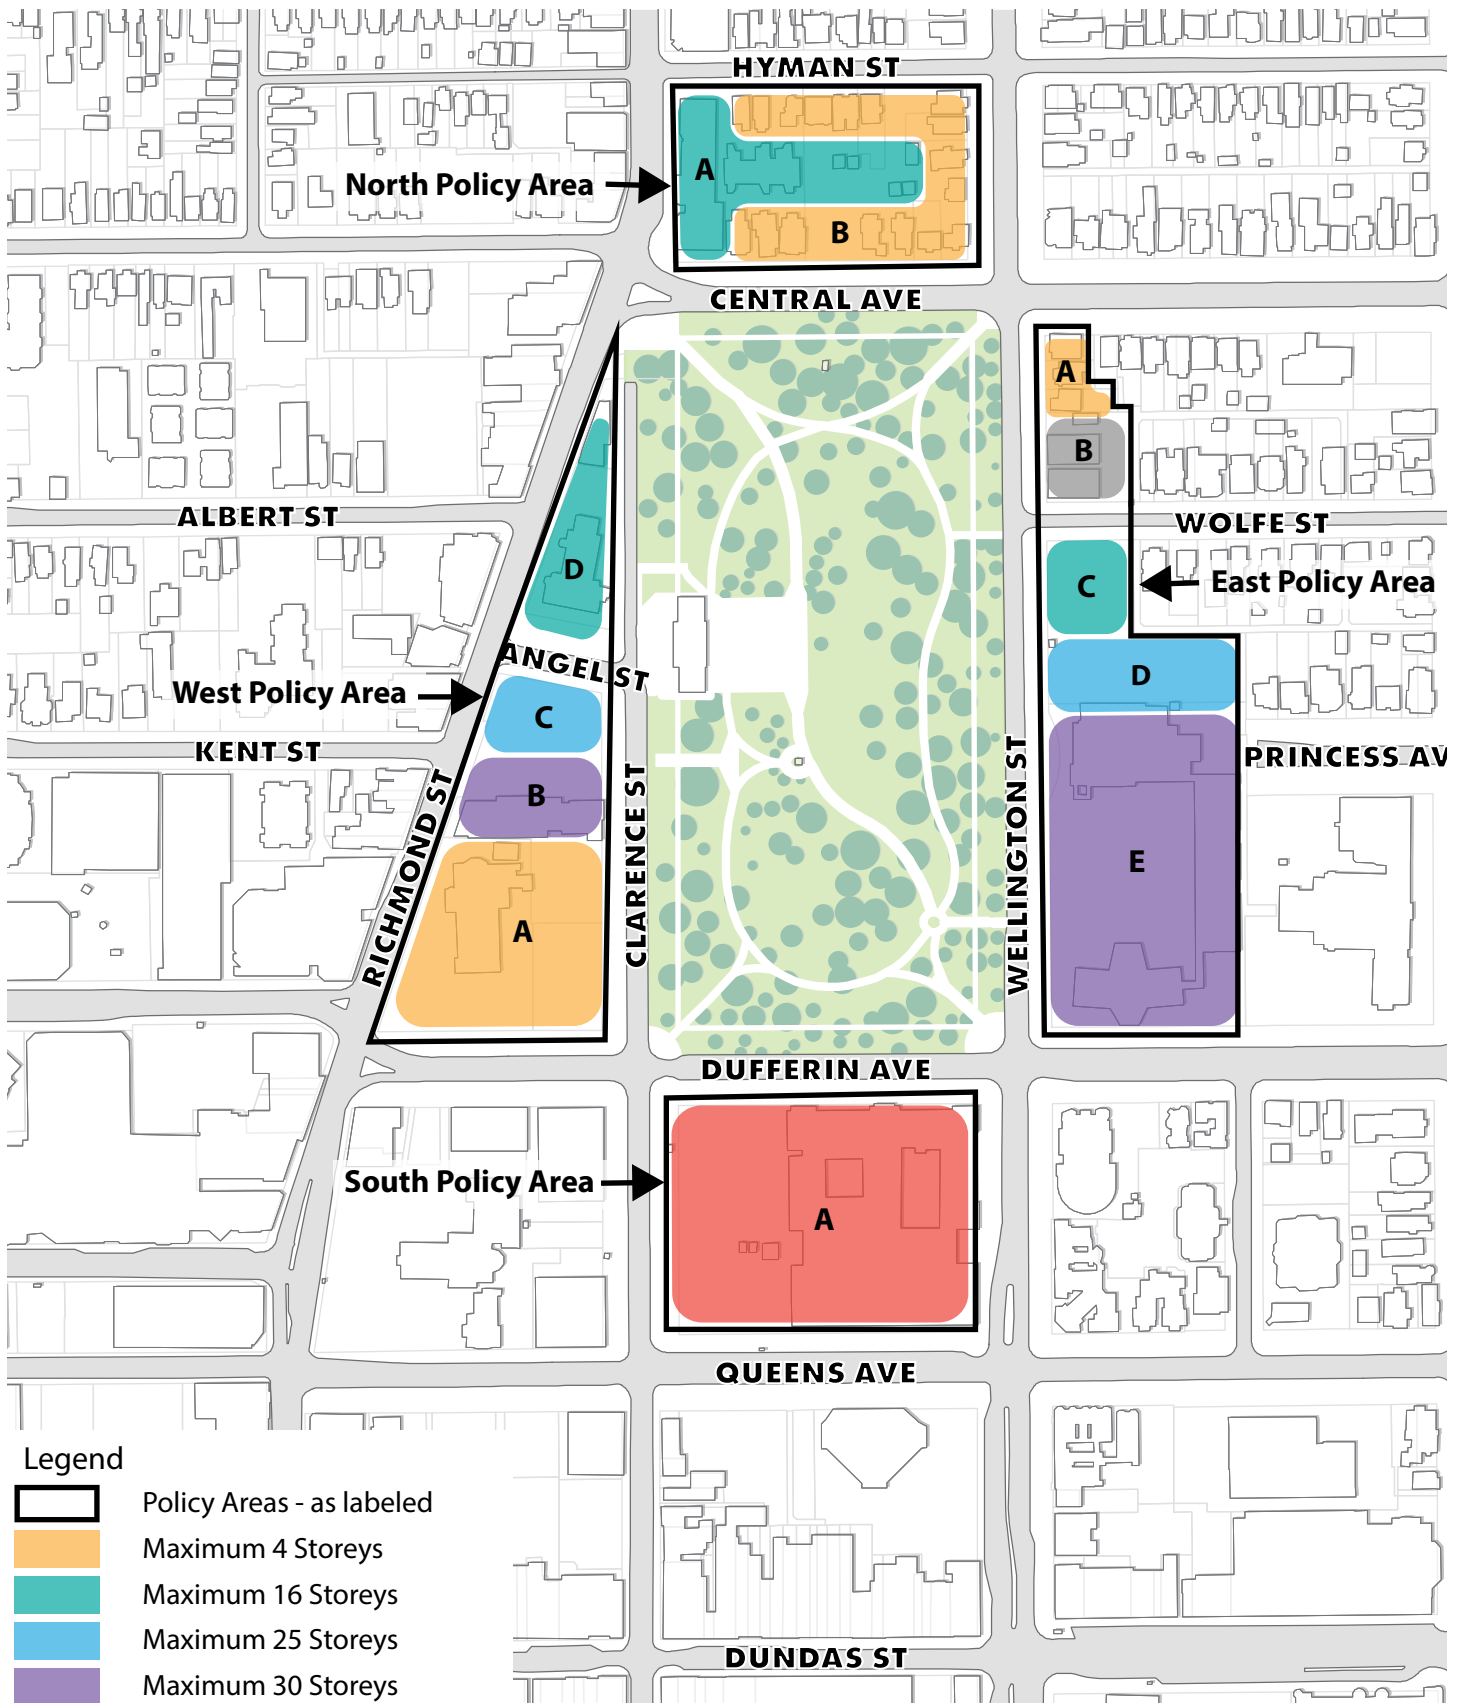 HYMAN ST
A
North Policy Area
B
CENTRAL AVE
A
B
ALBERT ST
WOLFE ST
D
C
East Policy Area
ANGEL ST
D
West Policy Area
C
KENT ST
PRINCESS AV
RICHMOND ST
B
CLARENCE ST
WELLINGTON ST
E
A
DUFFERIN AVE
South Policy Area
A
QUEENS AVE
Legend
Policy Areas - as labeled
Maximum 4 Storeys
Maximum 16 Storeys
Maximum 25 Storeys
DUNDAS ST
Maximum 30 Storeys